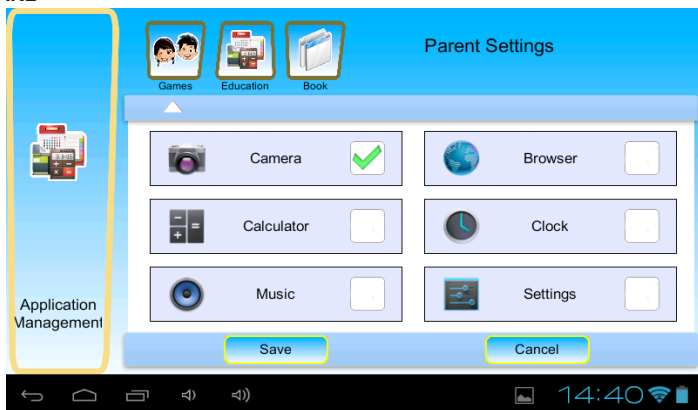 Parent Settings
Games
Education
Book
Camera
Browser
Calculator
Clock
Music
Settings
Application
Management
Save
Cancel
14:40